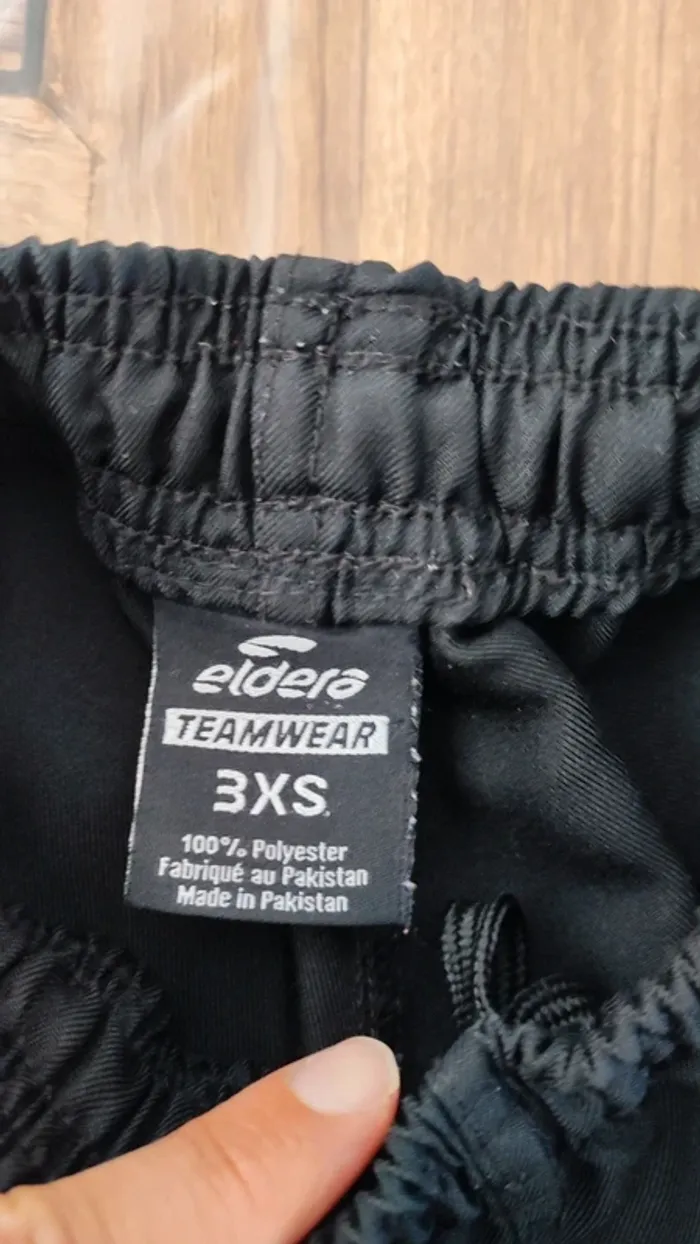 eldera
TEAMWEAR
3XS
100% Polyester
Fabriqué au Pakistan
Made in Pakistan